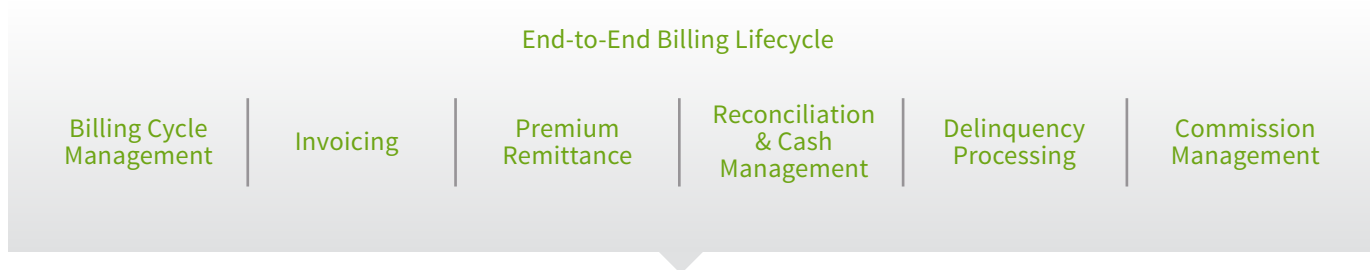 End-to-End Billing Lifecycle
Billing Cycle
Management
Invoicing
Premium
Remittance
Reconciliation
& Cash
Management
Delinquency
Processing
Commission
Management